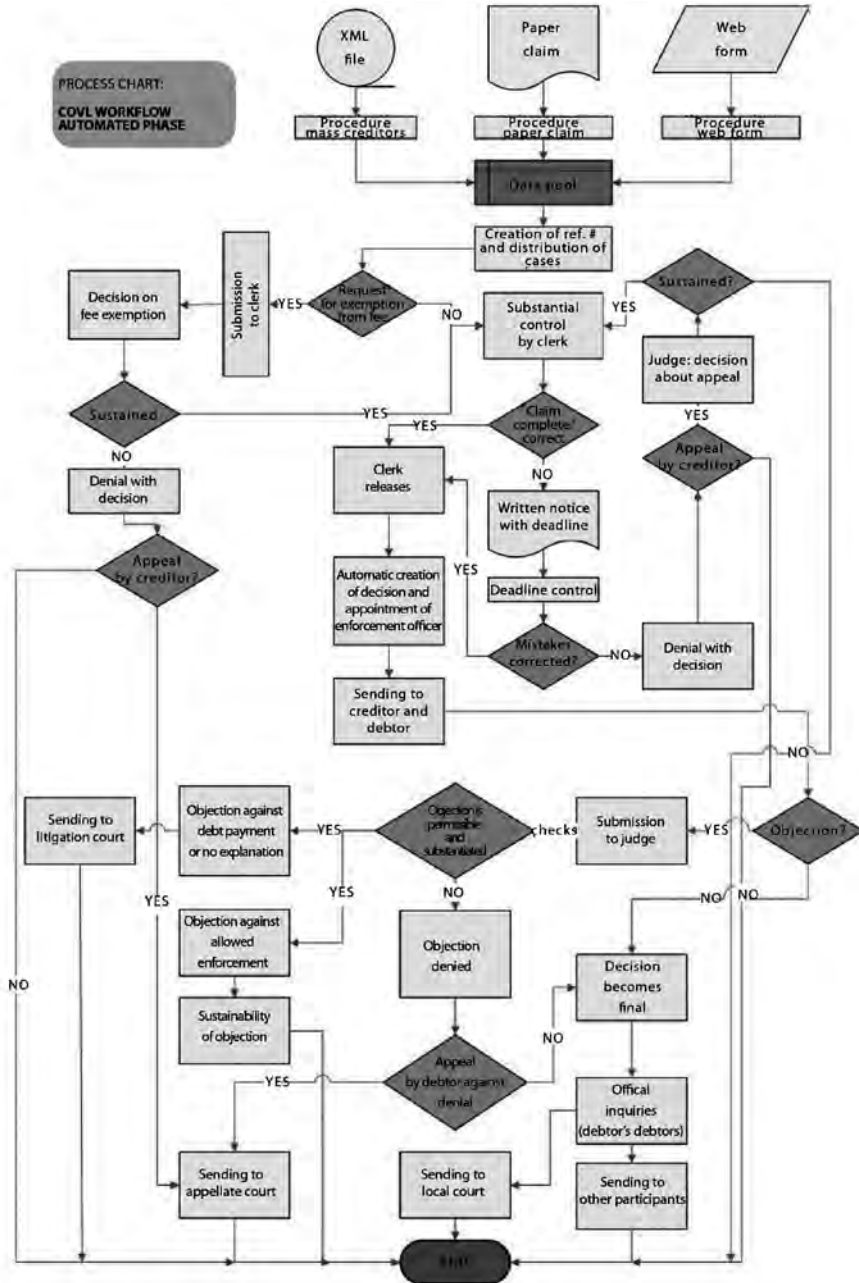 XML
file
Paper
claim
Web
form
PROCESS CHART:
COVL WORKFLOW
AUTOMATED PHASE
Procedure
mass creditors
Procedure
paper claim
Procedure
web form
Data pool
Creation of ref. #
and distribution of
cases
Decision on
fee exemption
Submission
to clerk
YES
Request
for exemption
from fee
NO
Substantial
control
by clerk
YES
Sustained?
Judge: decision
about appeal
Sustained
YES
YES
Claim
complete/
correct
YES
Appeal
by creditor?
NO
Denial with
decision
Clerk
releases
NO
Written notice
with deadline
Appeal
by creditor?
Automatic creation
of decision and
appointment of
enforcement officer
YES
Deadline control
Mistakes
corrected?
NO
Denial with
decision
Sending to
creditor and
debtor
NO
Sending to
litigation court
Objection against
debt payment
or no explanation
YES
Objection is
permissible
and
substantiated
checks
Submission
to judge
YES
Objection?
YES
YES
NO
NO
NO
Objection against
allowed
enforcement
Objection
denied
Decision
becomes
final
NO
Sustainability
of objection
NO
YES
Appeal
by debtor against
denial
Offical
inquiries
(debtor's debtors)
Sending to
appellate court
Sending to
local court
Sending to
other participants